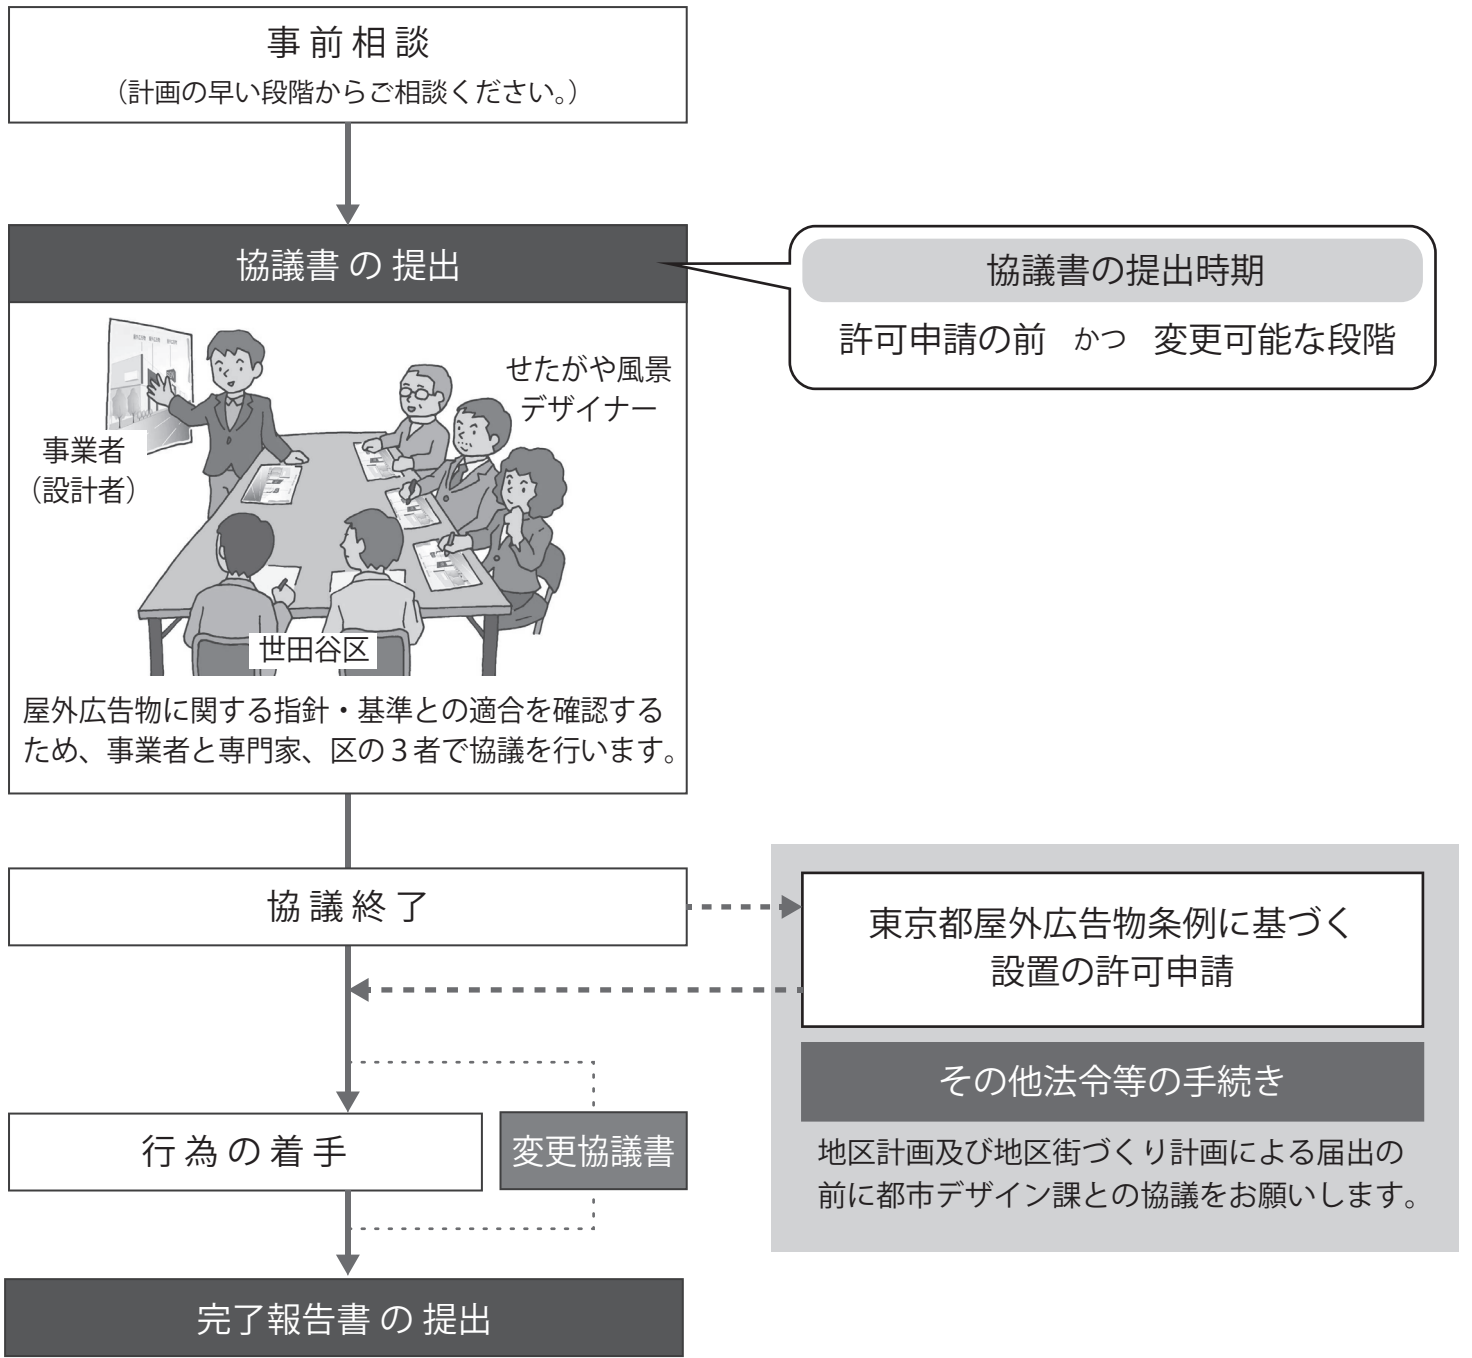 事前相談
（計画の早い段階からご相談ください。）
協議書の提出
協議書の提出時期
許可申請の前 かつ 変更可能な段階
せたがや風景
デザイナー
事業者
（設計者）
世田谷区
屋外広告物に関する指針・基準との適合を確認する
ため、事業者と専門家、区の３者で協議を行います。
協議終了
東京都屋外広告物条例に基づく
設置の許可申請
その他法令等の手続き
地区計画及び地区街づくり計画による届出の
前に都市デザイン課との協議をお願いします。
行為の着手
変更協議書
完了報告書の提出